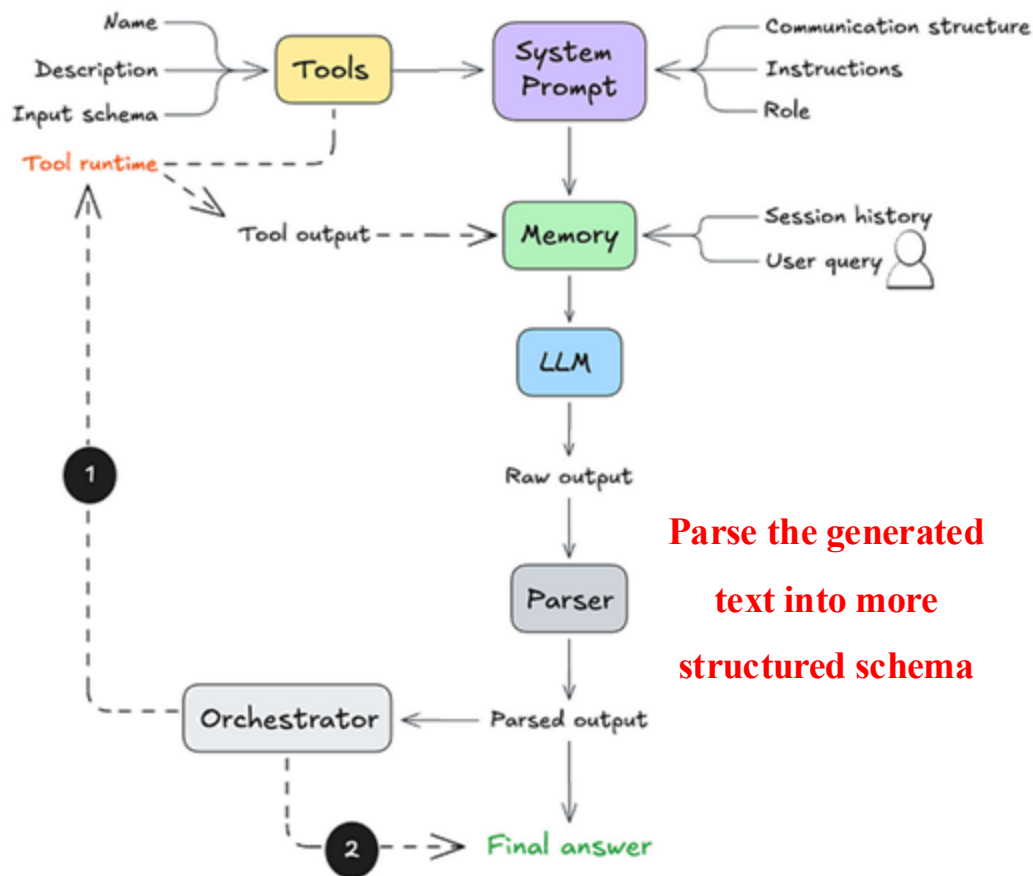 Name
Description
Input schema
Tools
System
Prompt
Communication structure
Instructions
Role
Tool runtime
Tool output
Memory
Session history
User query
LLM
1
Raw output
Parse the generated
text into more
structured schema
Parser
Orchestrator
Parsed output
2
Final answer